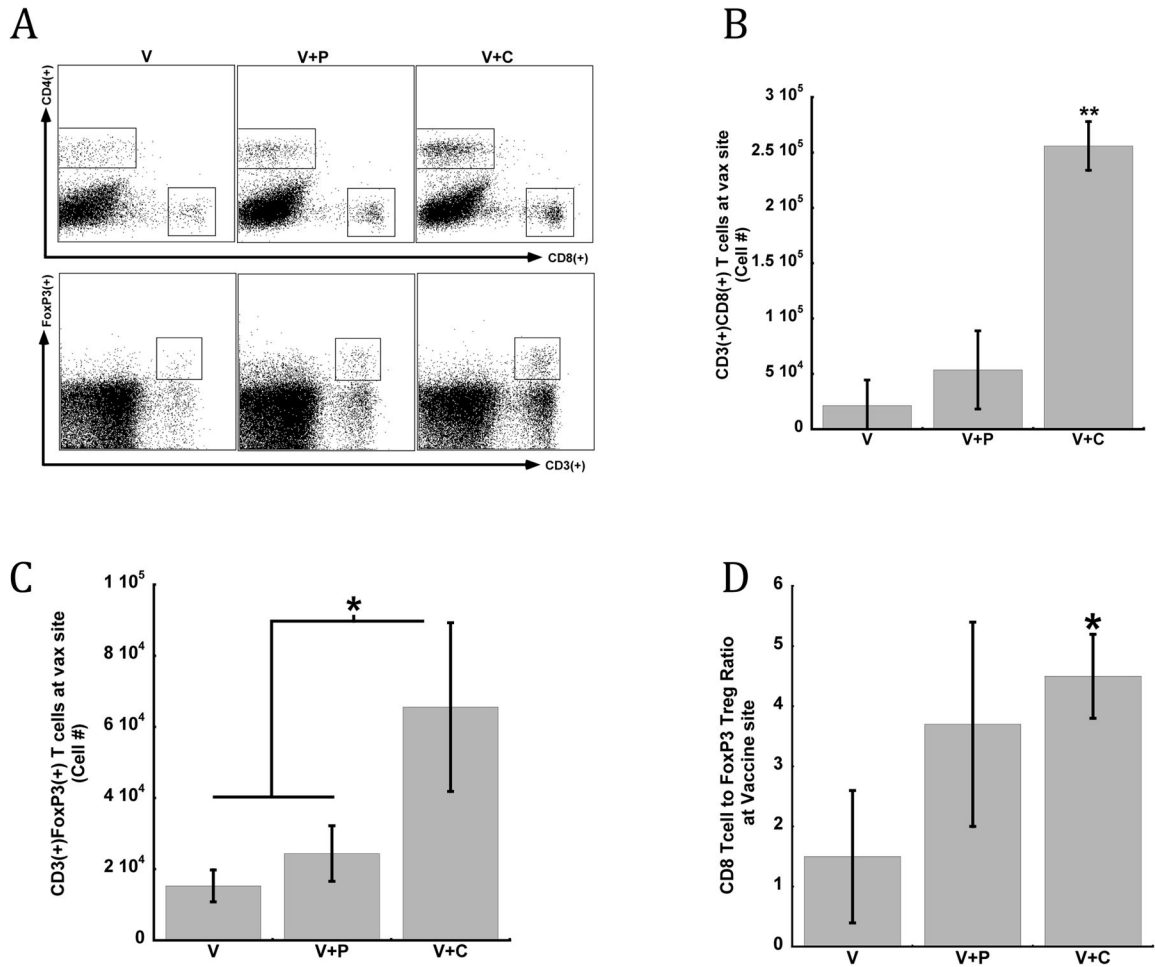 A
V V+P V+C
CD4(+)
CD8(+)
FoxP3(+)
CD3(+)
B
CD3(+)CD8(+) T cells at vax site
(Cell #)
3 10⁵
2.5 10⁵
2 10⁵
1.5 10⁵
1 10⁵
5 10⁴
0
**
V V+P V+C
C
CD3(+)FoxP3(+) T cells at vax site
(Cell #)
1 10⁵
8 10⁴
6 10⁴
4 10⁴
2 10⁴
0
*
V V+P V+C
D
CD8 Tcell to FoxP3 Treg Ratio
at Vaccine site
6
5
4
3
2
1
0
*
V V+P V+C